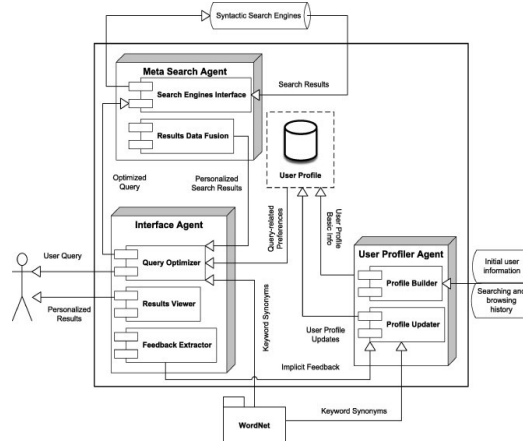 Syntactic Search Engines
Meta Search Agent
Search Engines Interface
Search Results
Results Data Fusion
User Profile
Optimized
Query
Personalized
Search Results
Query-related
Preferences
User Profile
Basic Info
Interface Agent
User Query
Query Optimizer
Results Viewer
Personalized
Results
Feedback Extractor
Keyword Synonyms
User Profiler Agent
Profile Builder
Profile Updater
Initial user
information
Searching and
browsing
history
User Profile
Updates
Implicit Feedback
Keyword Synonyms
WordNet